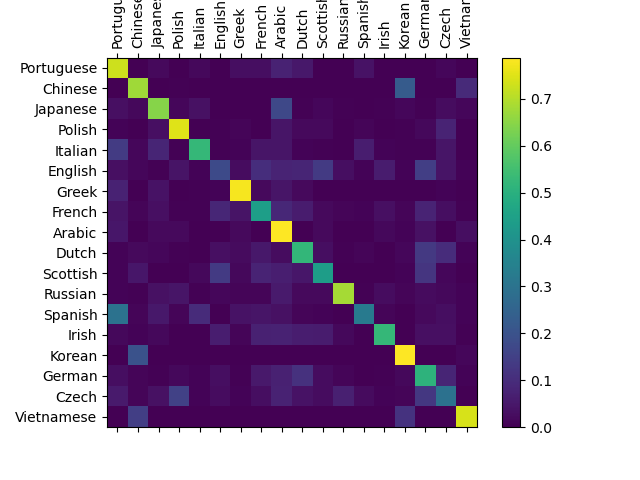 Portugu
Chinese
Japanes
Polish
Italian
English
Greek
French
Arabic
Dutch
Scottish
Russian
Spanish
Irish
Korean
German
Czech
Vietnam
Portuguese
Chinese
Japanese
Polish
Italian
English
Greek
French
Arabic
Dutch
Scottish
Russian
Spanish
Irish
Korean
German
Czech
Vietnamese
0.7
0.6
0.5
0.4
0.3
0.2
0.1
0.0